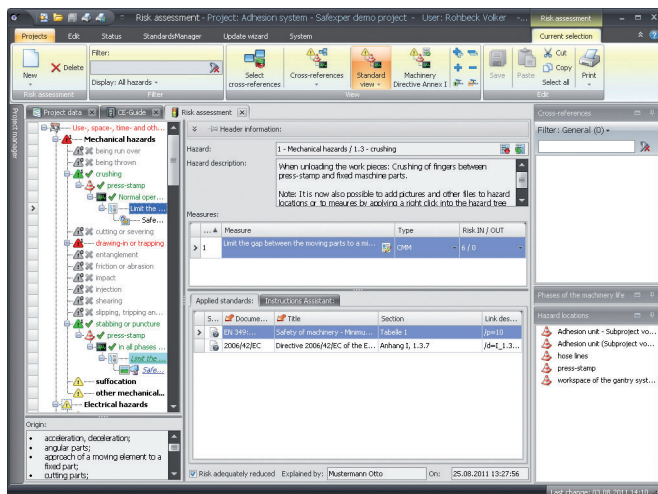 Risk assessment - Project: Adhesion system - Safexper demo project - User: Rohbeck Volker -...
Risk assessment
Projects Edit Status StandardsManager Update wizard System Current selection
New
Delete
Filter:
Display: All hazards
Select cross-references
Cross-references
Standard view
Machinery Directive Annex I
Save
Paste
Cut
Copy
Select all
Print
Risk assessment Filter View Edit
Project manager
Project data CE-Guide Risk assessment
Use-, space-, time- and oth...
Mechanical hazards
being run over
being thrown
crushing
press-stamp
Normal oper...
Limit the ...
Safe...
cutting or severing
drawing-in or trapping
entanglement
friction or abrasion
impact
injection
shearing
slipping, tripping an...
stabbing or puncture
press-stamp
in all phases ...
Limit the ...
Safe...
suffocation
other mechanical...
Electrical hazards
Origin:
• acceleration, deceleration;
• angular parts;
• approach of a moving element to a
fixed part;
• cutting parts;
Header information:
Hazard: 1 - Mechanical hazards / 1.3 - crushing
Hazard description: When unloading the work pieces: Crushing of fingers between
press-stamp and fixed maschine parts.
Note: It is now also possible to add pictures and other files to hazard
locations or to meaures by applying a right click into the hazard tree
Measures:
... Measure Type Risk IN / OUT
1 Limit the gap between the moving parts to a mi... CMM 6 / 0
Applied standards: Instructions Assistant:
S... Docume... Title Section Link des...
EN 349:... Safety of machinery - Minimu... Tabelle 1 /p=10
2006/42/EC Directive 2006/42/EC of the E... Anhang I, 1.3.7 /d=I_1.3...
Risk adequately reduced Explained by: Mustermann Otto On: 25.08.2011 13:27:56
Cross-references
Filter: General (0)
Phases of the machinery life
Hazard locations
Adhesion unit - Subproject vo...
Adhesion unit (Subproject vo...
hose lines
press-stamp
workspace of the gantry syst...
Last change: 03.08.2011 14:10